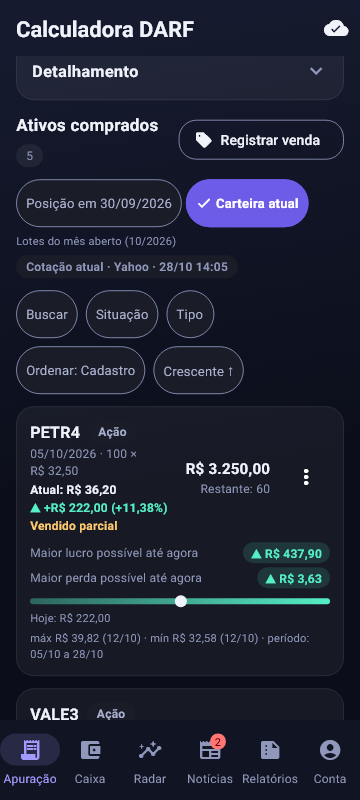 Calculadora DARF
Detalhamento
Ativos comprados
5
Registrar venda
Posição em 30/09/2026
Carteira atual
Lotes do mês aberto (10/2026)
Cotação atual · Yahoo · 28/10 14:05
Buscar
Situação
Tipo
Ordenar: Cadastro
Crescente ↑
PETR4
Ação
05/10/2026 · 100 ×
R$ 32,50
R$ 3.250,00
Restante: 60
Atual: R$ 36,20
▲ +R$ 222,00 (+11,38%)
Vendido parcial
Maior lucro possível até agora
▲ R$ 437,90
Maior perda possível até agora
▲ R$ 3,63
Hoje: R$ 222,00
máx R$ 39,82 (12/10) · mín R$ 32,58 (12/10) · período:
05/10 a 28/10
VALE3
Ação
2
Apuração
Caixa
Radar
Notícias
Relatórios
Conta